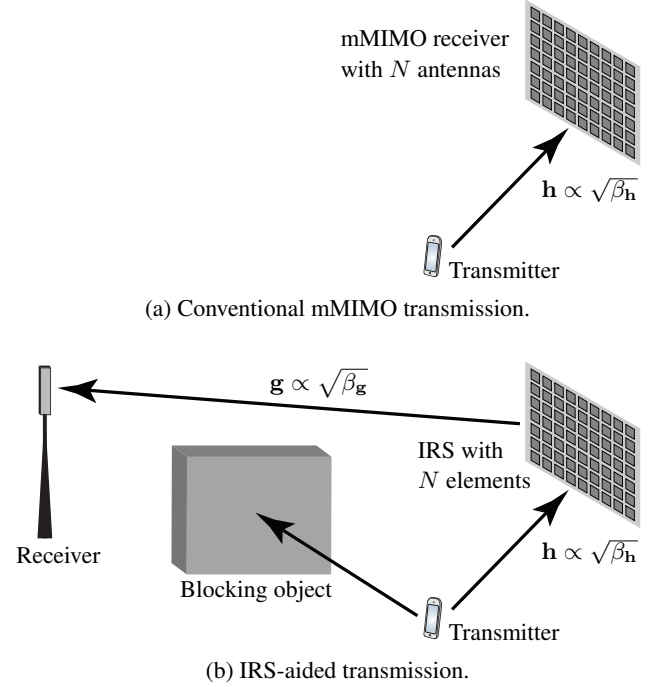 mMIMO receiver
with N antennas
h ∝ √β_h
Transmitter
(a) Conventional mMIMO transmission.
g ∝ √β_g
IRS with
N elements
h ∝ √β_h
Receiver
Blocking object
Transmitter
(b) IRS-aided transmission.